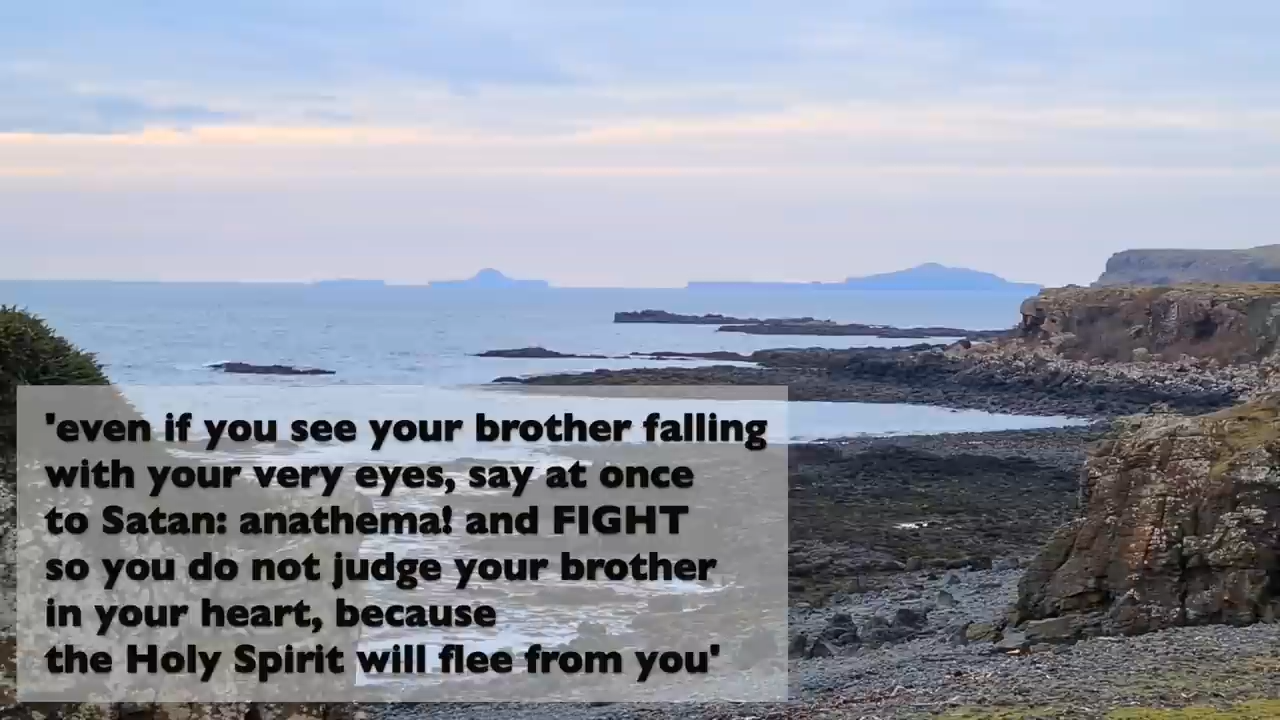 'even if you see your brother falling
with your very eyes, say at once
to Satan: anathema! and FIGHT
so you do not judge your brother
in your heart, because
the Holy Spirit will flee from you'